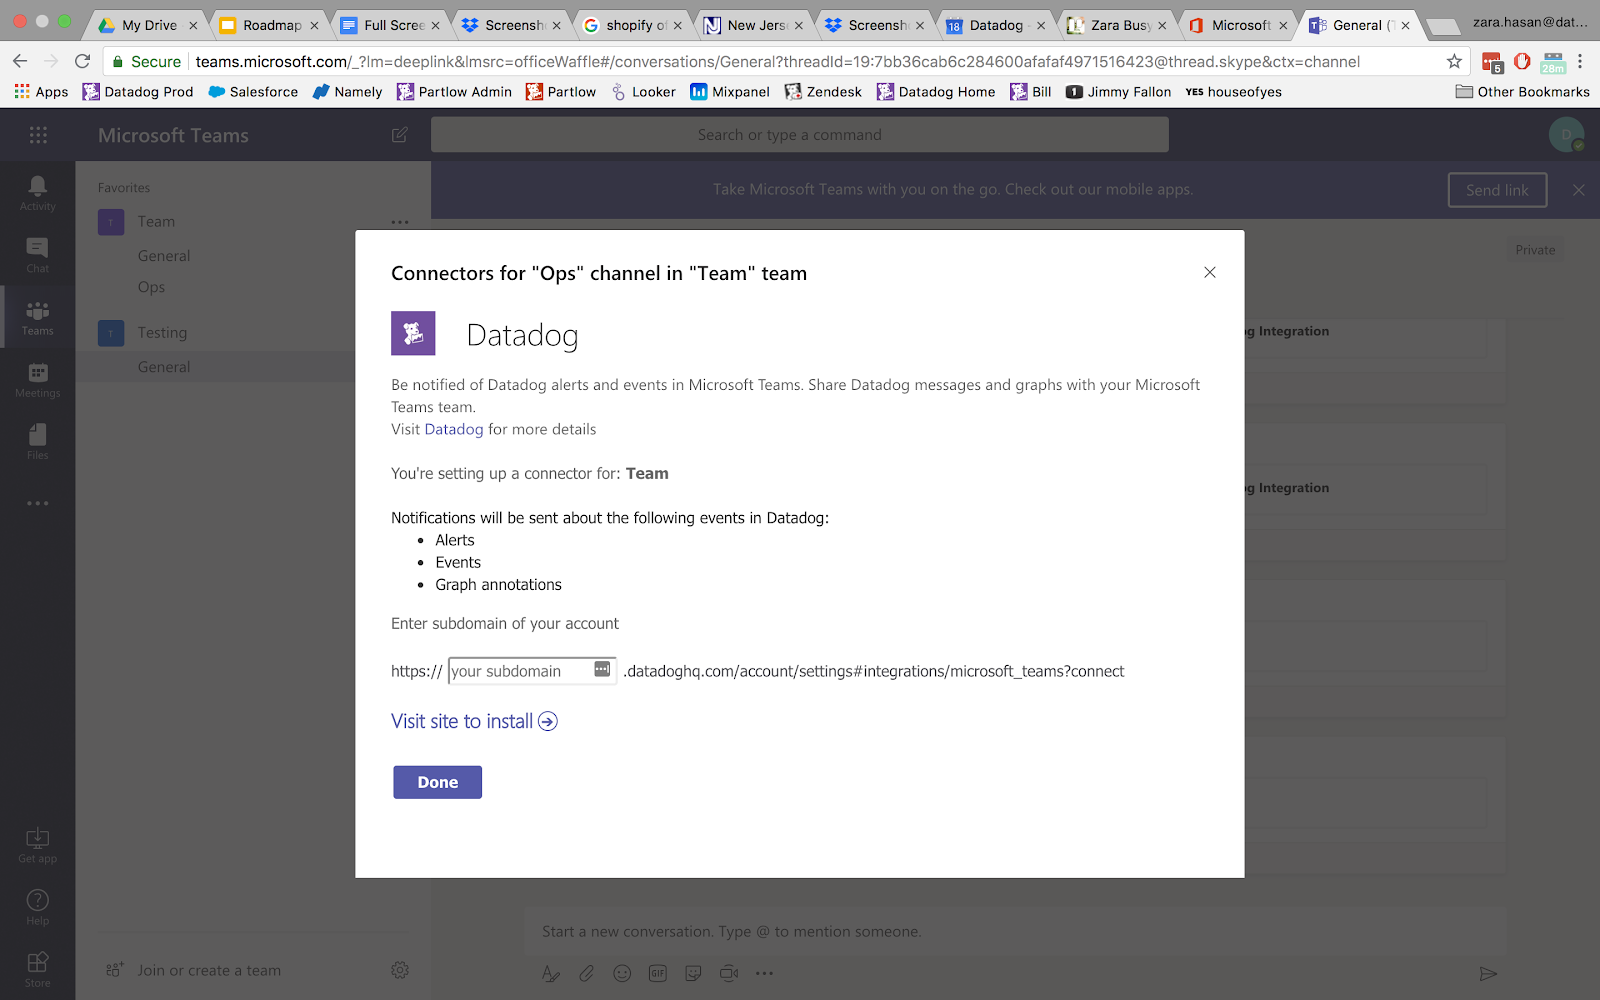 My Drive
Roadmap
Full Scree
Screensh
shopify of
New Jers
Screensh
Datadog -
Zara Busy
Microsoft
General (T
zara.hasan@dat...
Secure
teams.microsoft.com/_?lm=deeplink&lmsrc=officeWaffle#/conversations/General?threadId=19:7bb36cab6c284600afafaf4971516423@thread.skype&ctx=channel
5
28m
Apps
Datadog Prod
Salesforce
Namely
Partlow Admin
Partlow
Looker
Mixpanel
Zendesk
Datadog Home
Bill
Jimmy Fallon
YES houseofyes
Other Bookmarks
Microsoft Teams
Search or type a command
D
Activity
Chat
Teams
Meetings
Files
Get app
Help
Store
Favorites
T Team
General
Ops
T Testing
General
Join or create a team
Take Microsoft Teams with you on the go. Check out our mobile apps.
Send link
Private
g Integration
g Integration
Connectors for "Ops" channel in "Team" team
Datadog
Be notified of Datadog alerts and events in Microsoft Teams. Share Datadog messages and graphs with your Microsoft
Teams team.
Visit Datadog for more details
You're setting up a connector for: Team
Notifications will be sent about the following events in Datadog:
• Alerts
• Events
• Graph annotations
Enter subdomain of your account
https:// your subdomain .datadoghq.com/account/settings#integrations/microsoft_teams?connect
Visit site to install
Done
Start a new conversation. Type @ to mention someone.
GIF